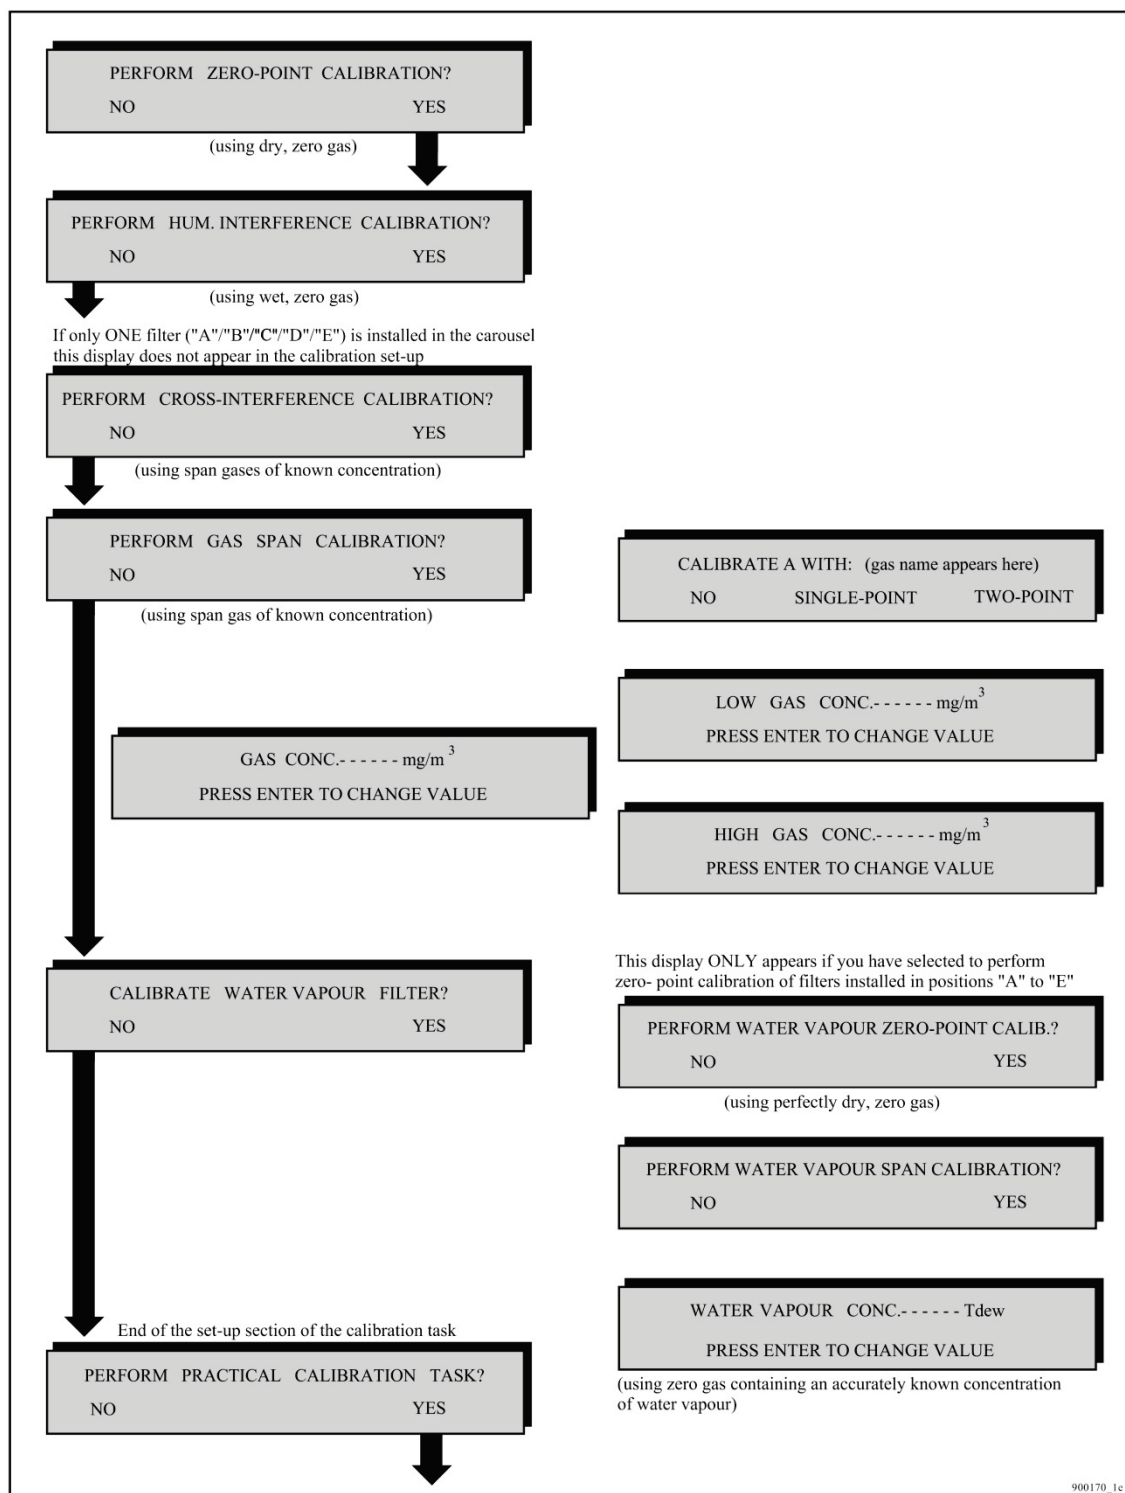 PERFORM ZERO-POINT CALIBRATION?
NO YES
(using dry, zero gas)
PERFORM HUM. INTERFERENCE CALIBRATION?
NO YES
(using wet, zero gas)
If only ONE filter ("A"/"B"/"C"/"D"/"E") is installed in the carousel
this display does not appear in the calibration set-up
PERFORM CROSS-INTERFERENCE CALIBRATION?
NO YES
(using span gases of known concentration)
PERFORM GAS SPAN CALIBRATION?
NO YES
(using span gas of known concentration)
CALIBRATE A WITH: (gas name appears here)
NO SINGLE-POINT TWO-POINT
LOW GAS CONC.- - - - - - mg/m³
PRESS ENTER TO CHANGE VALUE
GAS CONC.- - - - - - mg/m³
PRESS ENTER TO CHANGE VALUE
HIGH GAS CONC.- - - - - - mg/m³
PRESS ENTER TO CHANGE VALUE
CALIBRATE WATER VAPOUR FILTER?
NO YES
This display ONLY appears if you have selected to perform
zero- point calibration of filters installed in positions "A" to "E"
PERFORM WATER VAPOUR ZERO-POINT CALIB.?
NO YES
(using perfectly dry, zero gas)
PERFORM WATER VAPOUR SPAN CALIBRATION?
NO YES
WATER VAPOUR CONC.- - - - - - Tdew
PRESS ENTER TO CHANGE VALUE
(using zero gas containing an accurately known concentration
of water vapour)
End of the set-up section of the calibration task
PERFORM PRACTICAL CALIBRATION TASK?
NO YES
900170_1e